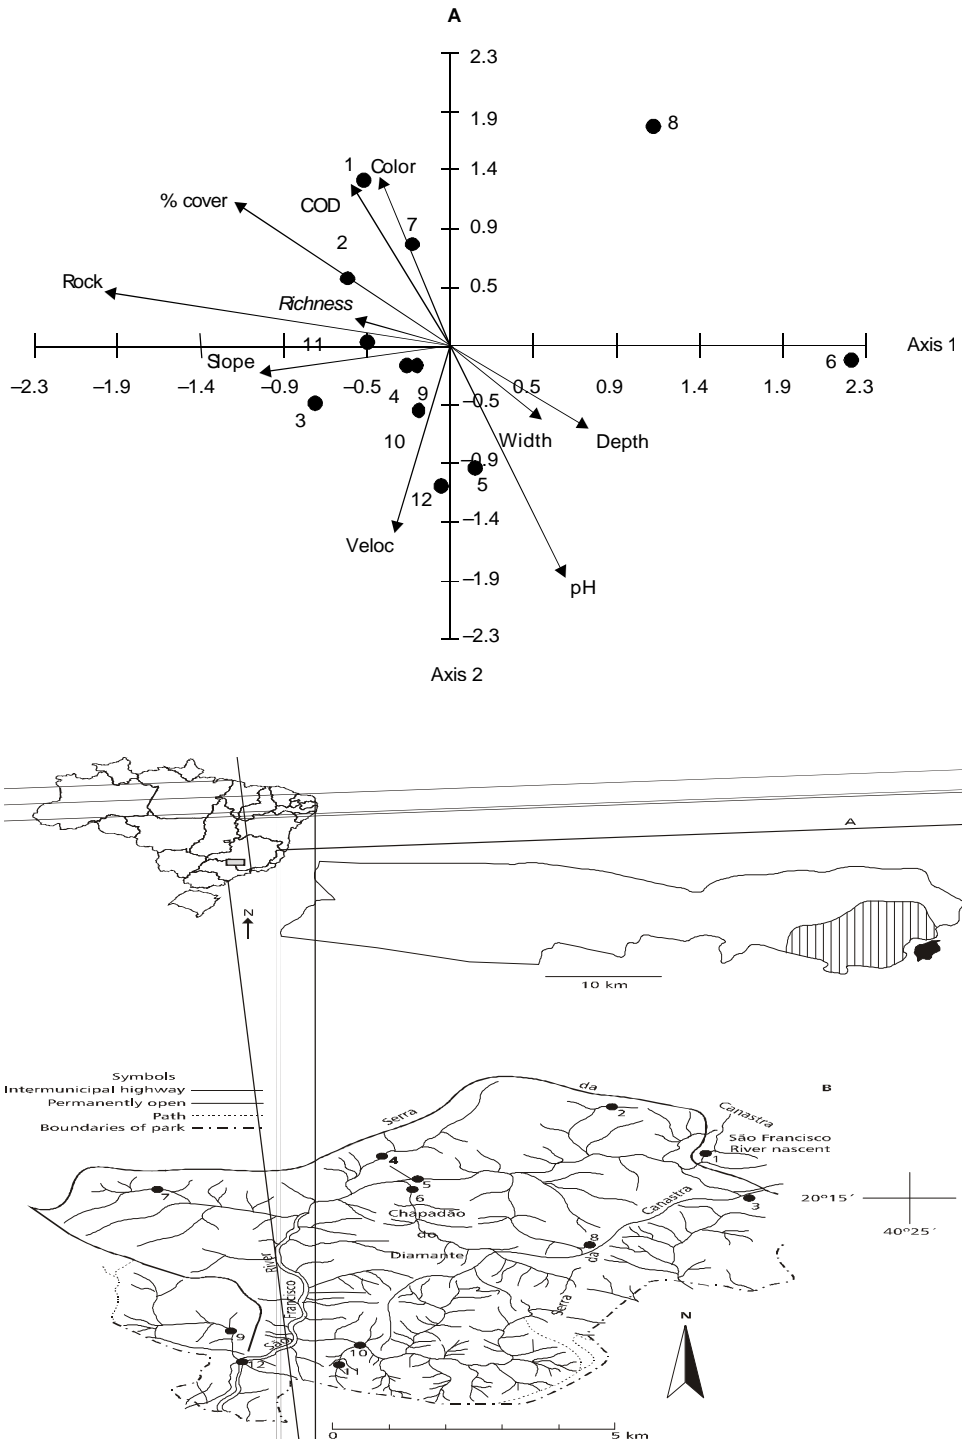 A
2.3
1.9
1.4
0.9
0.5
8
1
Color
% cover
COD
7
2
Rock
Richness
11
Slope
Axis 1
6
–2.3
–1.9
–1.4
–0.9
–0.5
0.5
0.9
1.4
1.9
2.3
4
9
–0.5
3
10
Width
Depth
–0.9
5
12
–1.4
Veloc
–1.9
pH
–2.3
Axis 2
A
N
10 km
Symbols
Intermunicipal highway
Permanently open
Path
Boundaries of park
B
da
Serra
2
Canastra
São Francisco
River nascent
1
4
5
6
7
Canastra
3
20º15´
40º25´
Chapadão
do
Diamante
8
da
River
Francisco
São
Serra
N
9
10
12
0
5 km